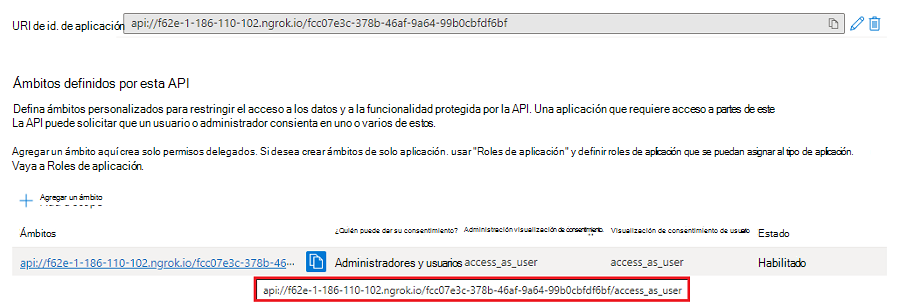 URI de id. de aplicación
api://f62e-1-186-110-102.ngrok.io/fcc07e3c-378b-46af-9a64-99b0cbfdf6bf
Ámbitos definidos por esta API
Defina ámbitos personalizados para restringir el acceso a los datos y a la funcionalidad protegida por la API. Una aplicación que requiere acceso a partes de este
La API puede solicitar que un usuario o administrador consienta en uno o varios de estos.
Agregar un ámbito aquí crea solo permisos delegados. Si desea crear ámbitos de solo aplicación. usar "Roles de aplicación" y definir roles de aplicación que se puedan asignar al tipo de aplicación.
Vaya a Roles de aplicación.
Agregar un ámbito
Ámbitos ¿Quién puede dar su consentimiento? Administración visualización de consentimiento. Visualización de consentimiento de usuario Estado
api://f62e-1-186-110-102.ngrok.io/fcc07e3c-378b-46... Administradores y usuarios access_as_user access_as_user Habilitado
api://f62e-1-186-110-102.ngrok.io/fcc07e3c-378b-46af-9a64-99b0cbfdf6bf/access_as_user